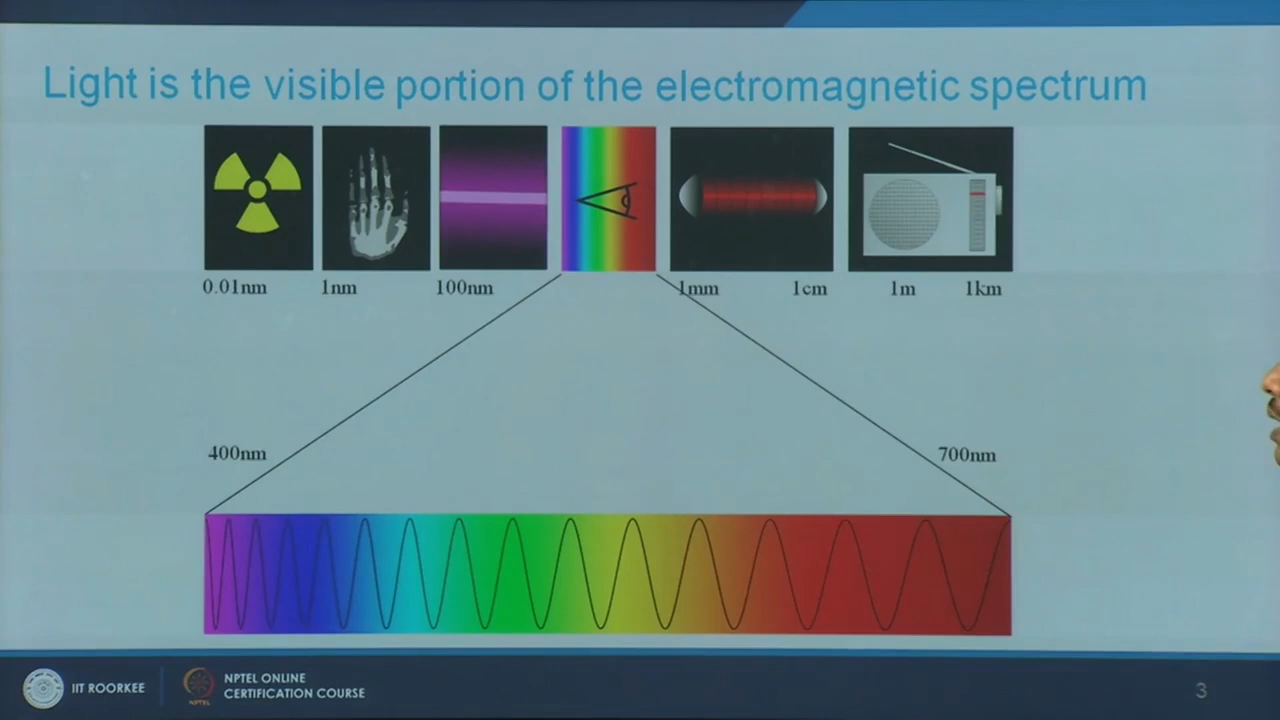 Light is the visible portion of the electromagnetic spectrum
0.01nm 1nm 100nm 1mm 1cm 1m 1km
400nm 700nm
IIT ROORKEE
NPTEL
NPTEL ONLINE
CERTIFICATION COURSE
3